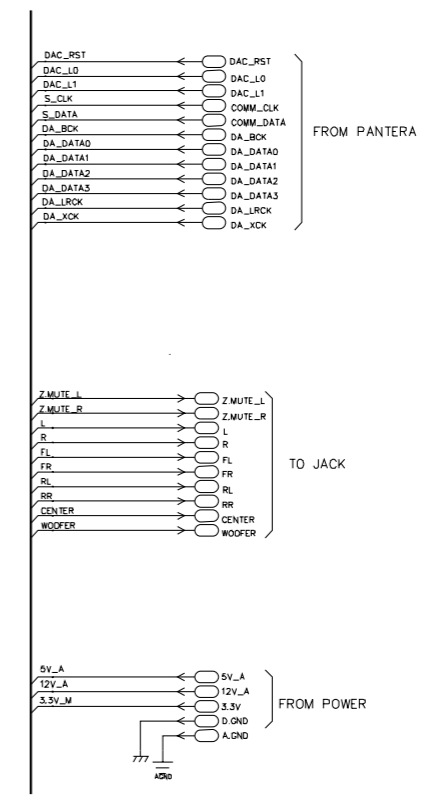 DAC_RST DAC_RST
DAC_L0 DAC_L0
DAC_L1 DAC_L1
S_CLK COMM_CLK
S_DATA COMM_DATA
DA_BCK DA_BCK
DA_DATA0 DA_DATA0
DA_DATA1 DA_DATA1
DA_DATA2 DA_DATA2
DA_DATA3 DA_DATA3
DA_LRCK DA_LRCK
DA_XCK DA_XCK
FROM PANTERA
Z.MUTE_L Z.MUTE_L
Z.MUTE_R Z.MUTE_R
L L
R R
FL FL
FR FR
RL RL
RR RR
CENTER CENTER
WOOFER WOOFER
TO JACK
5V_A 5V_A
12V_A 12V_A
3.3V_M 3.3V
D.GND
A.GND
FROM POWER
AGND